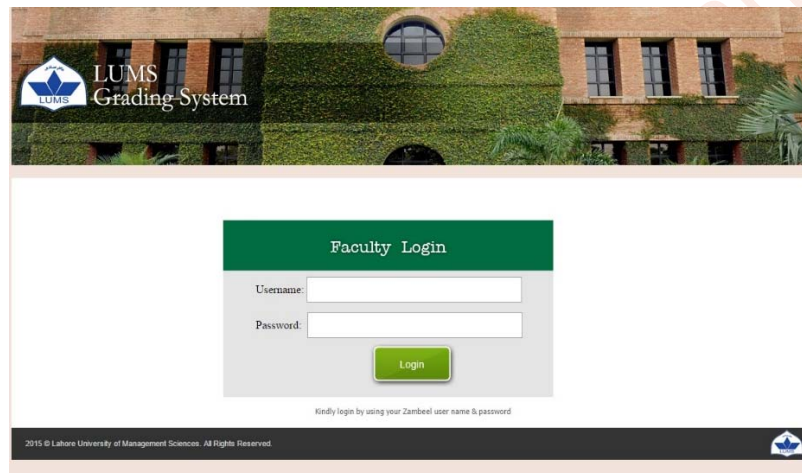 LUMS
Grading System
LUMS
Faculty Login
Username:
Password:
Login
Kindly login by using your Zambeel user name & password
2015 © Lahore University of Management Sciences. All Rights Reserved.
LUMS